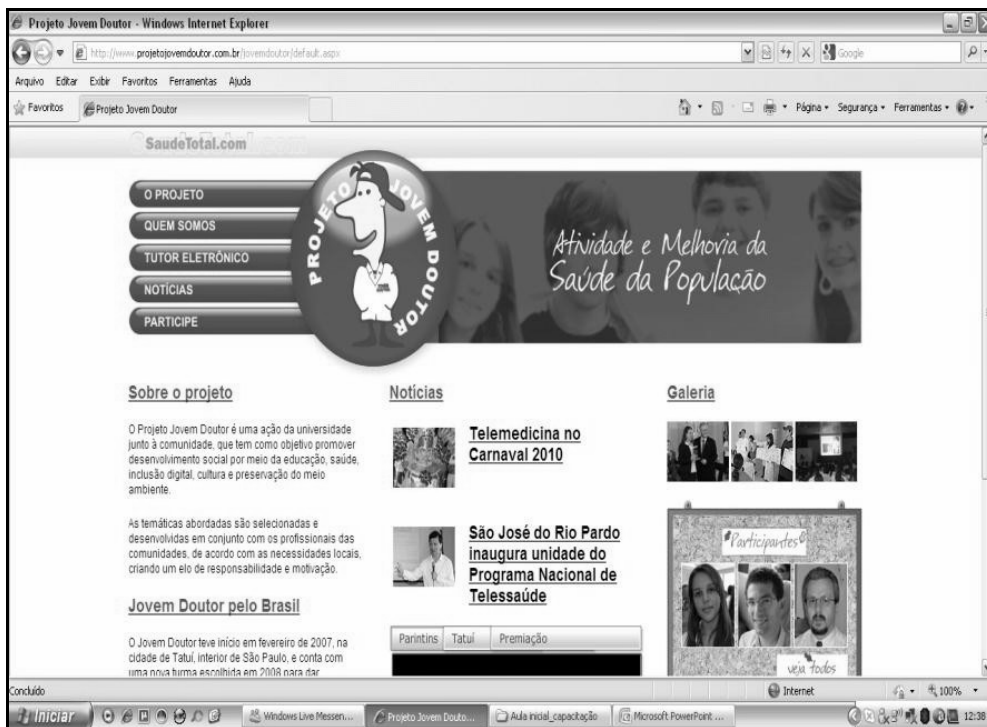 Projeto Jovem Doutor - Windows Internet Explorer
http://www.projetojovemdoutor.com.br/jovemdoutor/default.aspx
Google
Arquivo Editar Exibir Favoritos Ferramentas Ajuda
Favoritos
Projeto Jovem Doutor
Página
Segurança
Ferramentas
SaudeTotal.com
O PROJETO
QUEM SOMOS
TUTOR ELETRÔNICO
NOTÍCIAS
PARTICIPE
PROJETO JOVEM DOUTOR
Atividade e Melhoria da
Saúde da População
Sobre o projeto
O Projeto Jovem Doutor é uma ação da universidade
junto à comunidade, que tem como objetivo promover
desenvolvimento social por meio da educação, saúde,
inclusão digital, cultura e preservação do meio
ambiente.
As temáticas abordadas são selecionadas e
desenvolvidas em conjunto com os profissionais das
comunidades, de acordo com as necessidades locais,
criando um elo de responsabilidade e motivação.
Jovem Doutor pelo Brasil
O Jovem Doutor teve início em fevereiro de 2007, na
cidade de Tatuí, interior de São Paulo, e conta com
uma nova turma escolhida em 2008 para dar
Notícias
Telemedicina no
Carnaval 2010
São José do Rio Pardo
inaugura unidade do
Programa Nacional de
Telessaúde
Parintins Tatuí Premiação
Galeria
Participantes
veja todos
Concluído
Internet
100%
Iniciar
Windows Live Messen...
Projeto Jovem Douto...
Aula inicial_capacitação
Microsoft PowerPoint ...
12:38